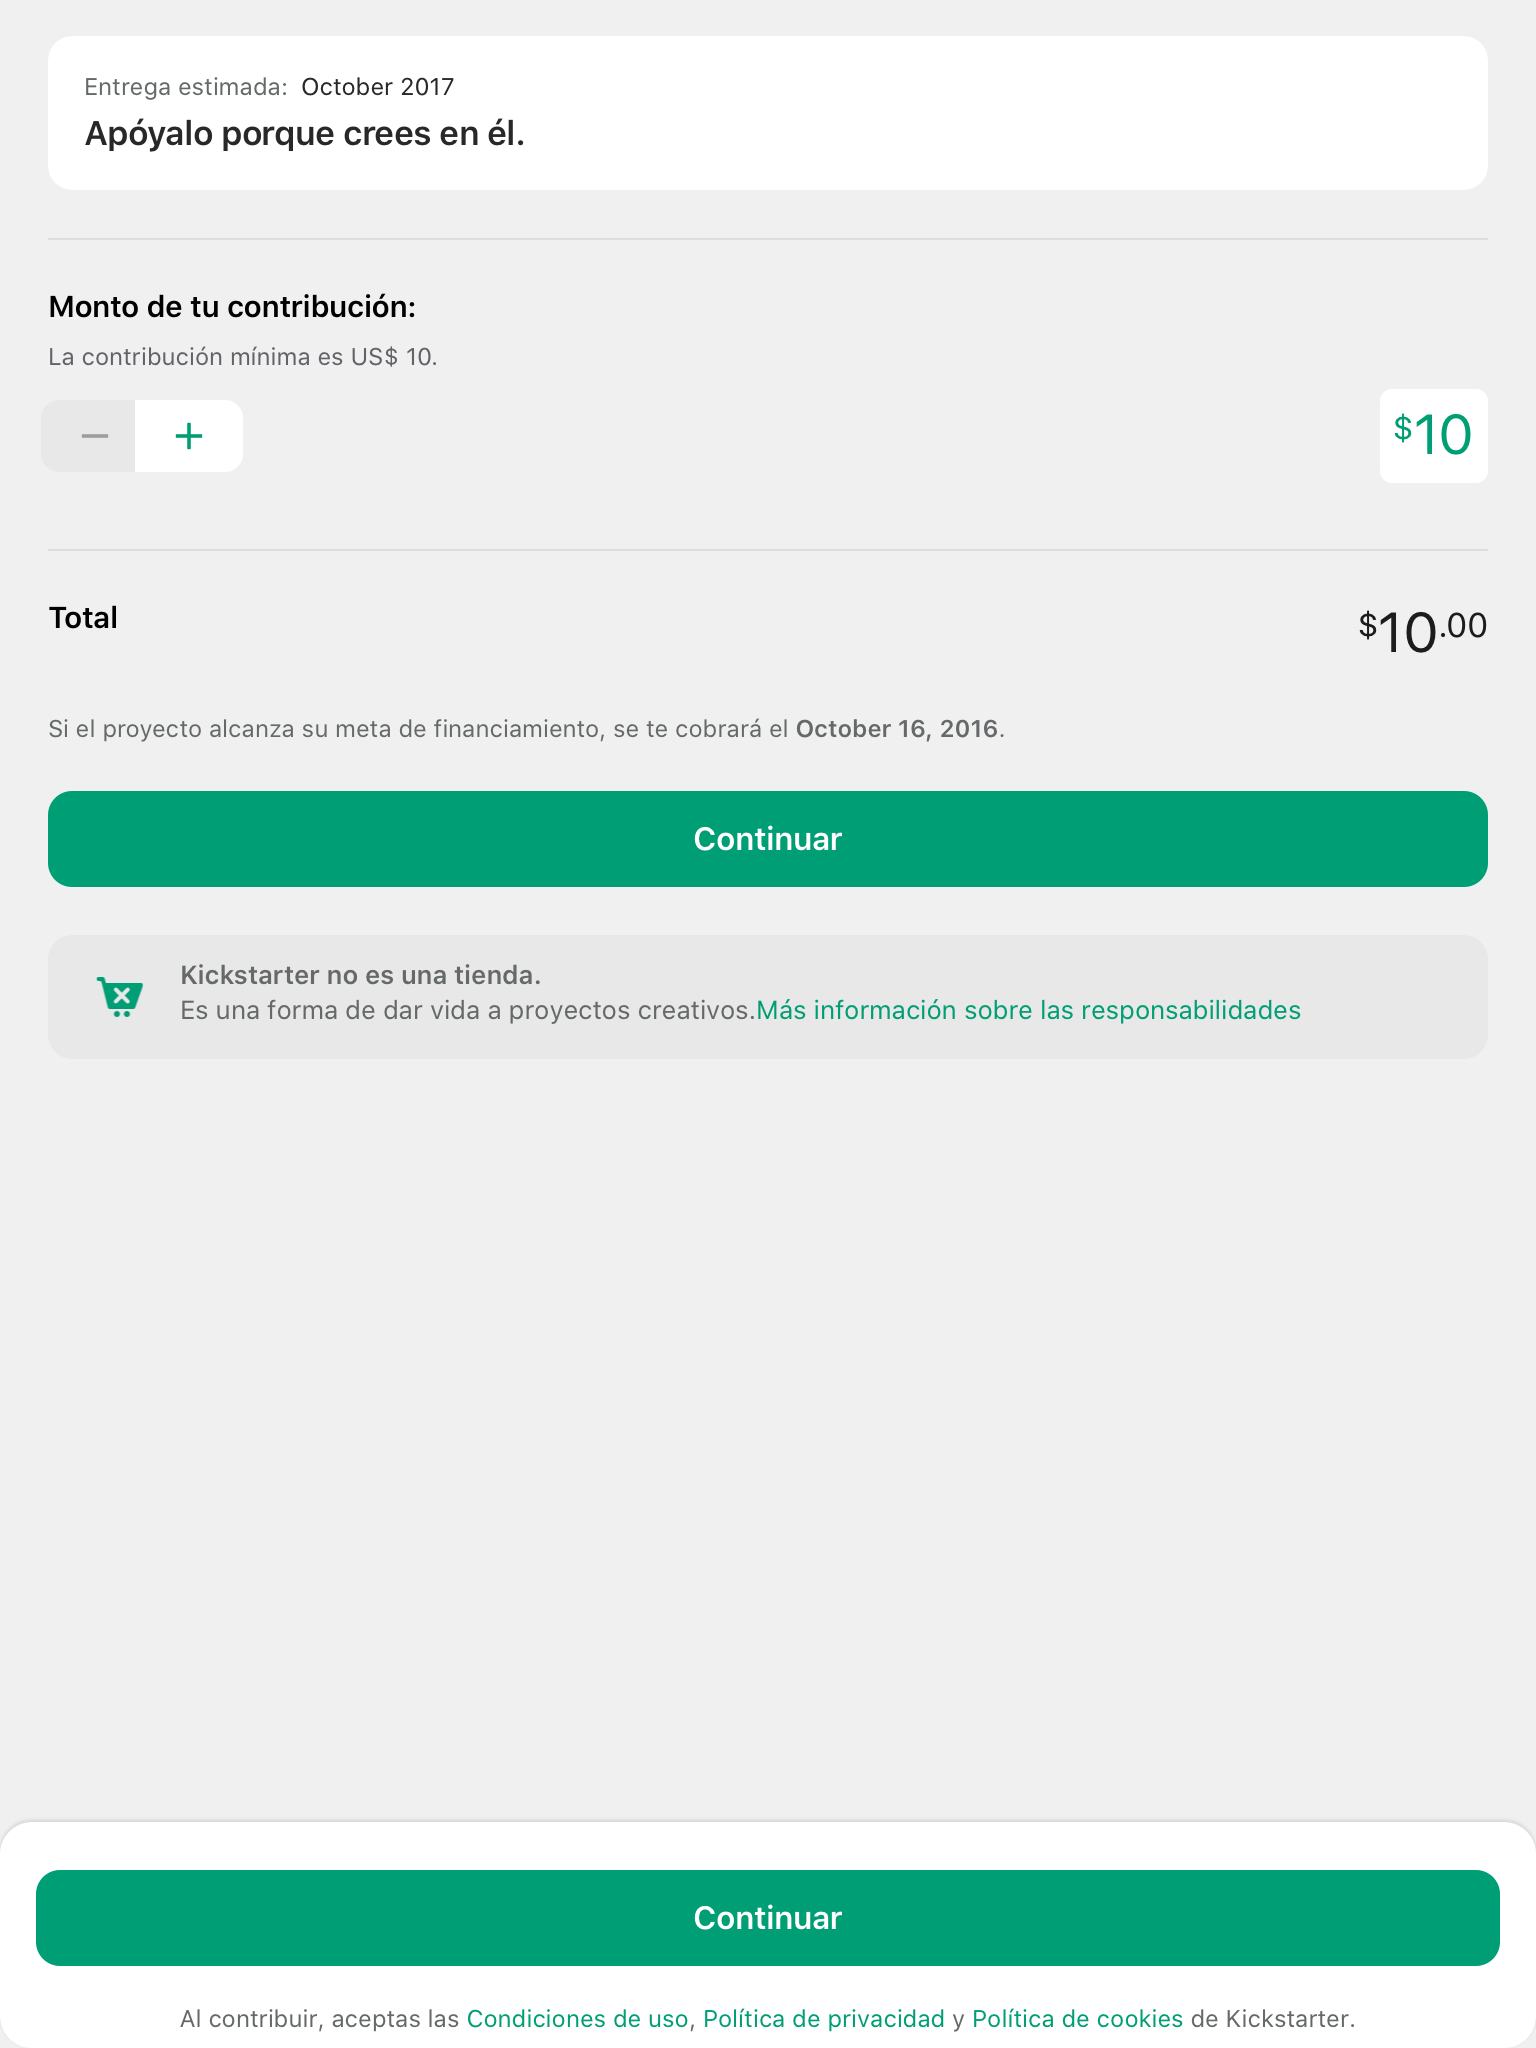 Entrega estimada: October 2017
Apóyalo porque crees en él.
Monto de tu contribución:
La contribución mínima es US$ 10.
$10
Total
$10.00
Si el proyecto alcanza su meta de financiamiento, se te cobrará el October 16, 2016.
Continuar
Kickstarter no es una tienda.
Es una forma de dar vida a proyectos creativos.Más información sobre las responsabilidades
Continuar
Al contribuir, aceptas las Condiciones de uso, Política de privacidad y Política de cookies de Kickstarter.